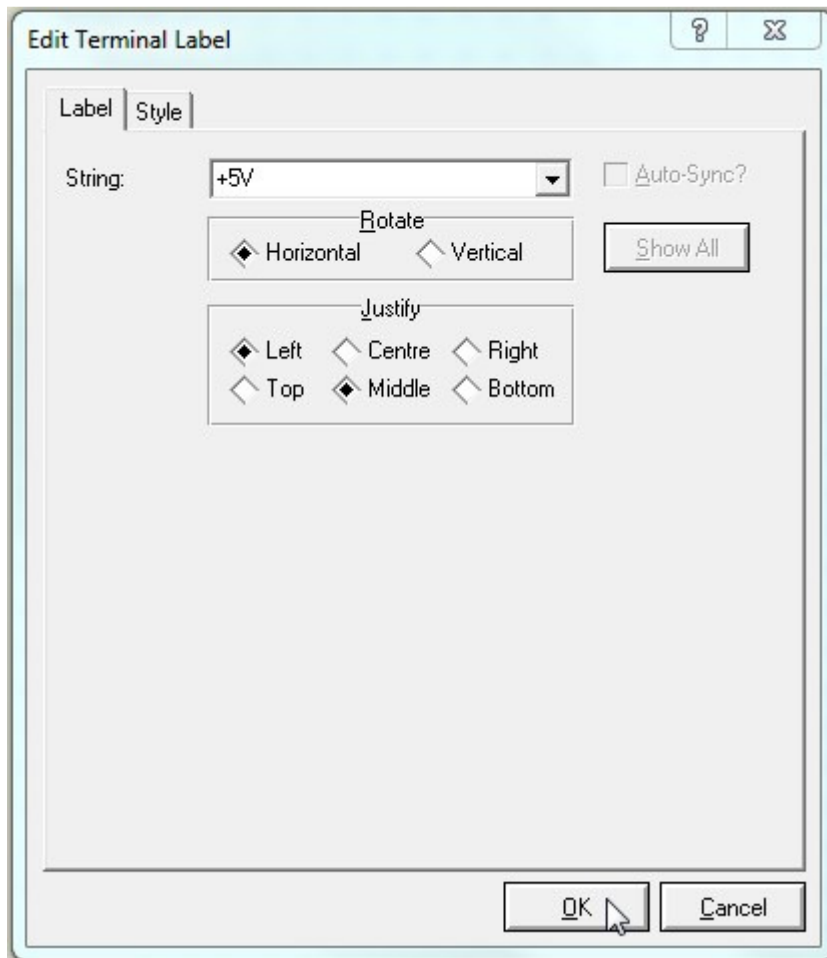 Edit Terminal Label
Label Style
String: +5V Auto-Sync?
Rotate
Horizontal Vertical Show All
Justify
Left Centre Right
Top Middle Bottom
OK Cancel